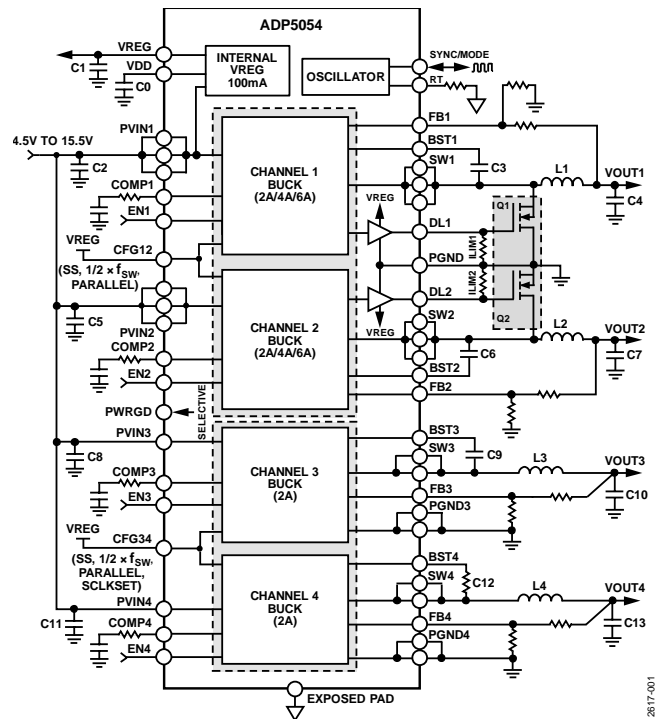 ADP5054
VREG
C1
VDD
C0
INTERNAL
VREG
100mA
OSCILLATOR
SYNC/MODE
RT
4.5V TO 15.5V
PVIN1
C2
COMP1
EN1
VREG
CFG12
(SS, 1/2 × fSW,
PARALLEL)
CHANNEL 1
BUCK
(2A/4A/6A)
FB1
BST1
SW1
C3
L1
VOUT1
C4
VREG
DL1
Q1
ILIM1
PGND
ILIM2
DL2
Q2
VREG
C5
PVIN2
COMP2
EN2
PWRGD
SELECTIVE
CHANNEL 2
BUCK
(2A/4A/6A)
SW2
L2
VOUT2
C6
C7
BST2
FB2
PVIN3
C8
COMP3
EN3
VREG
CFG34
(SS, 1/2 × fSW,
PARALLEL,
SCLKSET)
CHANNEL 3
BUCK
(2A)
BST3
SW3
C9
L3
VOUT3
FB3
C10
PGND3
PVIN4
C11
COMP4
EN4
CHANNEL 4
BUCK
(2A)
BST4
SW4
C12
L4
VOUT4
FB4
C13
PGND4
EXPOSED PAD
2617-001